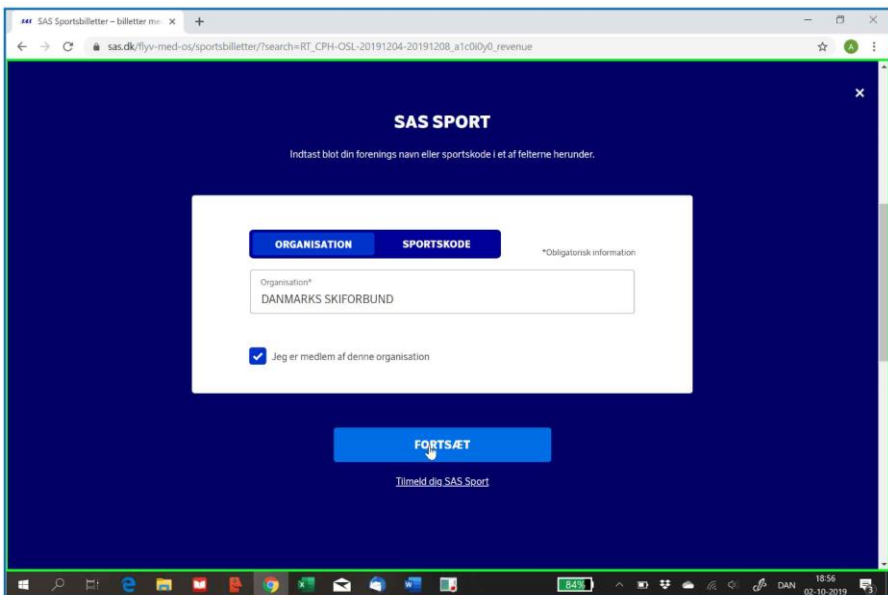 SAS SAS Sportsbilletter – billetter me
sas.dk/flyv-med-os/sportsbilletter/?search=RT_CPH-OSL-20191204-20191208_a1c0i0y0_revenue
A
SAS SPORT
Indtast blot din forenings navn eller sportskode i et af felterne herunder.
ORGANISATION SPORTSKODE
*Obligatorisk information
Organisation*
DANMARKS SKIFORBUND
Jeg er medlem af denne organisation
FORTSÆT
Tilmeld dig SAS Sport
84% DAN 18:56
02-10-2019
3